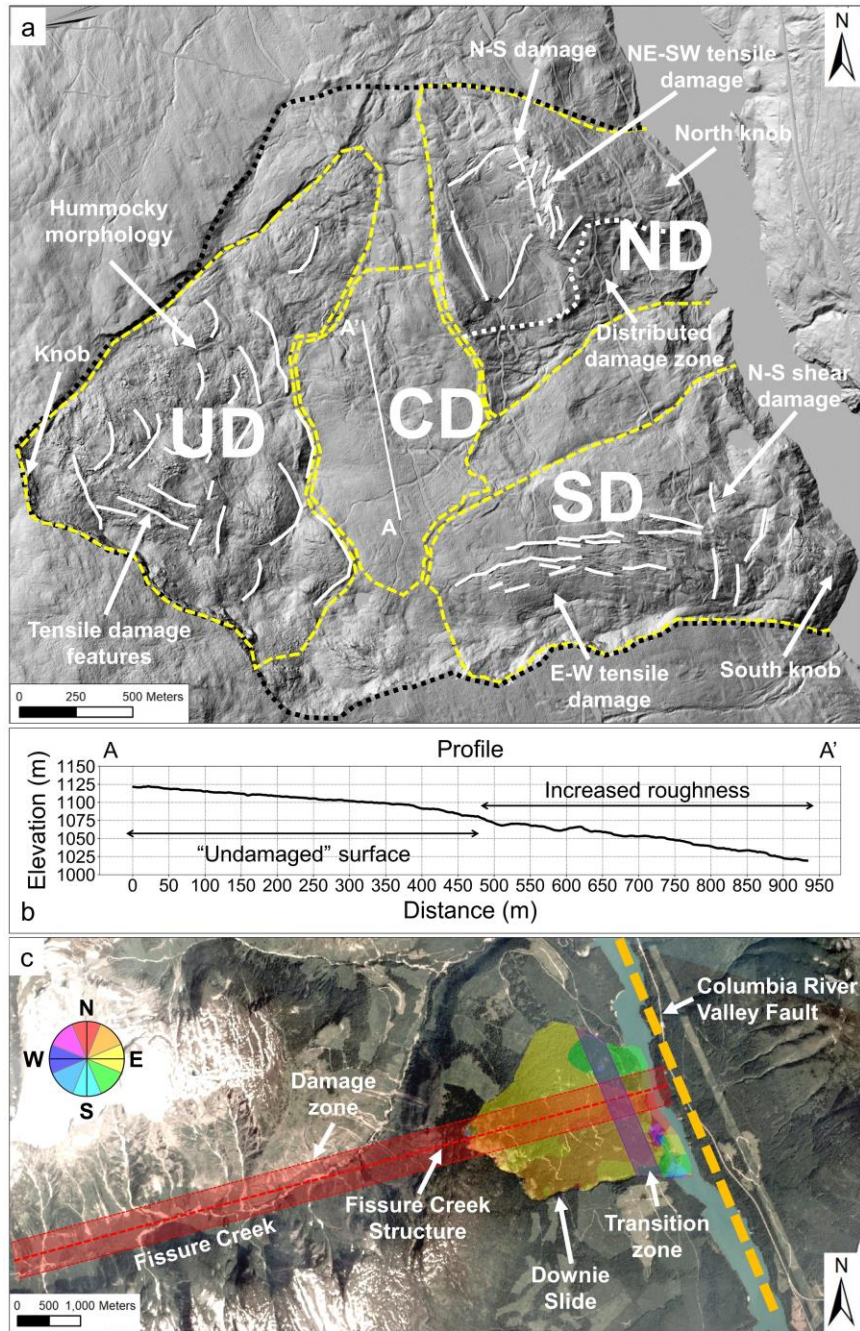 a
N
N-S damage
NE-SW tensile
damage
North knob
Hummocky
morphology
ND
Knob
A'
Distributed
damage zone
N-S shear
damage
UD
CD
SD
A
Tensile damage
features
E-W tensile
damage
South knob
0 250 500 Meters
A Profile A'
Elevation (m)
1150
1125
1100
1075
1050
1025
1000
Increased roughness
"Undamaged" surface
0 50 100 150 200 250 300 350 400 450 500 550 600 650 700 750 800 850 900 950
b
Distance (m)
c
N
W E
S
Columbia River
Valley Fault
Damage
zone
Fissure Creek
Structure
Fissure Creek
Transition
zone
Downie
Slide
N
0 500 1,000 Meters